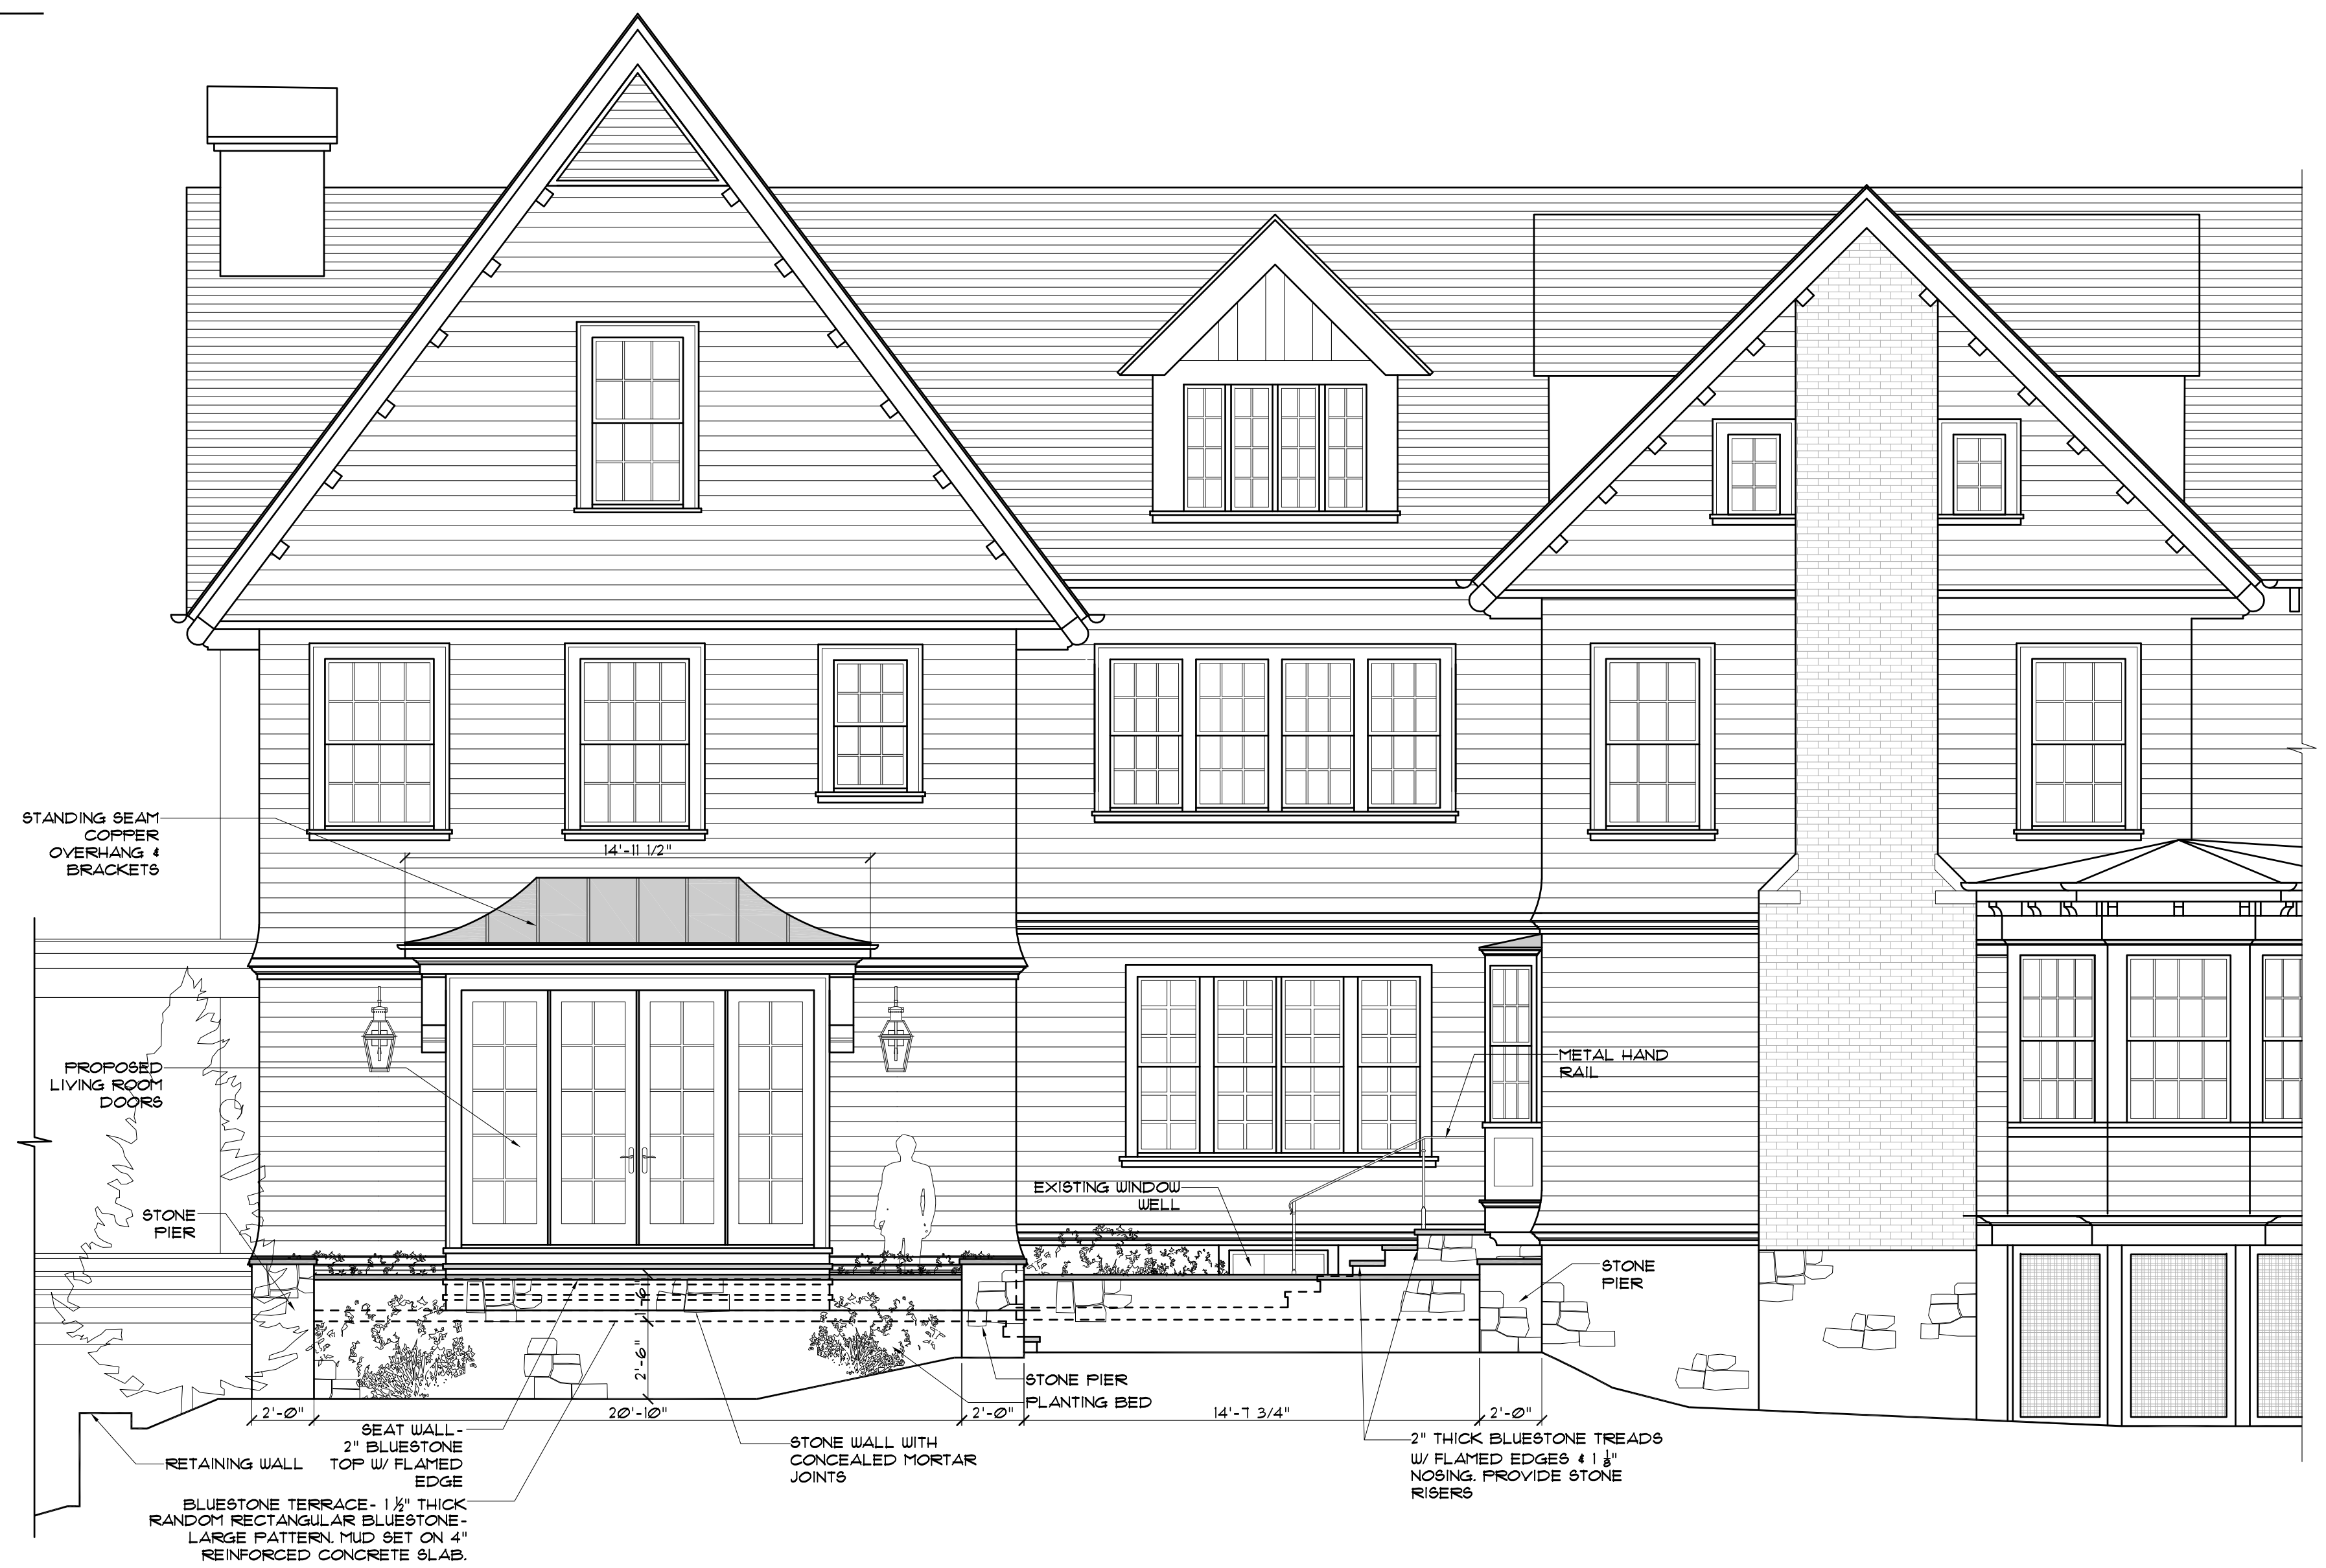 STANDING SEAM
COPPER
OVERHANG &
BRACKETS
14'-11 1/2"
PROPOSED
LIVING ROOM
DOORS
METAL HAND
RAIL
EXISTING WINDOW
WELL
STONE
PIER
STONE
PIER
1'-6"
2'-6"
STONE PIER
PLANTING BED
2'-0"
20'-10"
2'-0"
14'-7 3/4"
2'-0"
SEAT WALL-
2" BLUESTONE
TOP W/ FLAMED
EDGE
RETAINING WALL
STONE WALL WITH
CONCEALED MORTAR
JOINTS
2" THICK BLUESTONE TREADS
W/ FLAMED EDGES & 1 1/8"
NOSING. PROVIDE STONE
RISERS
BLUESTONE TERRACE- 1 1/2" THICK
RANDOM RECTANGULAR BLUESTONE-
LARGE PATTERN. MUD SET ON 4"
REINFORCED CONCRETE SLAB.